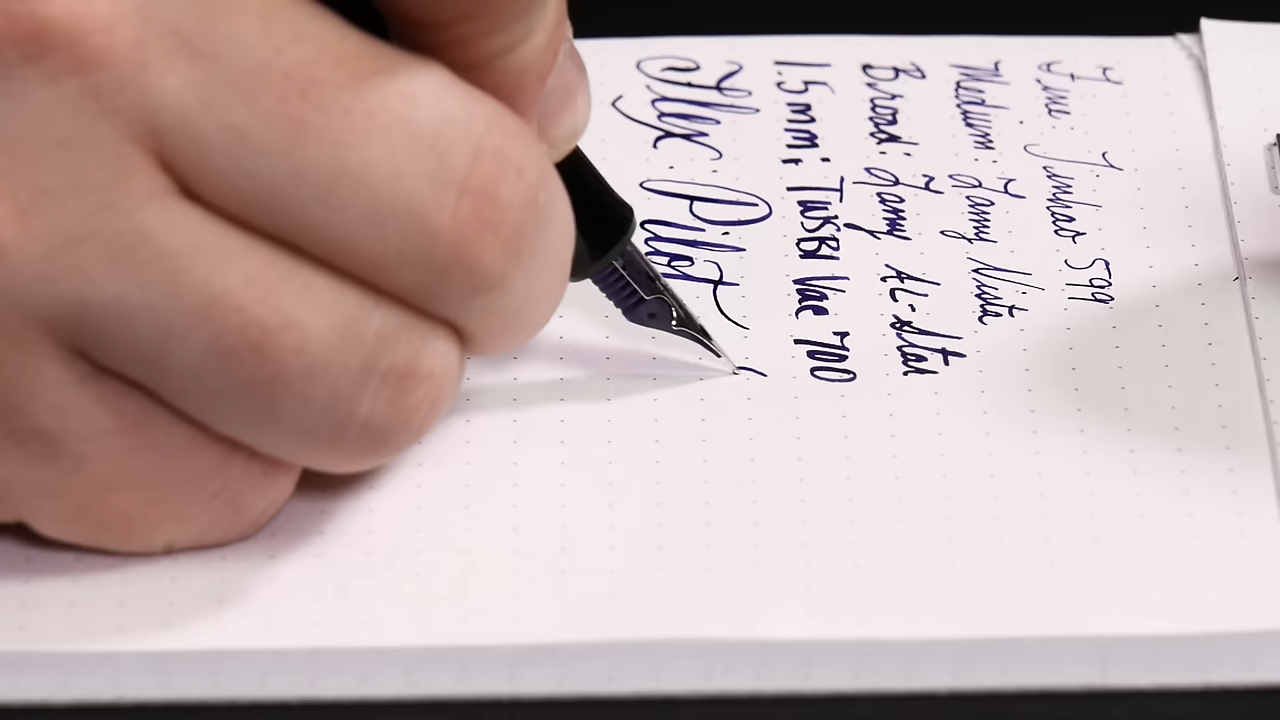 Fine: Jinhao 599
Medium: Lamy Vista
Broad: Lamy AL-Star
1.5mm: TWSBI Vac 700
Flex: Pilot